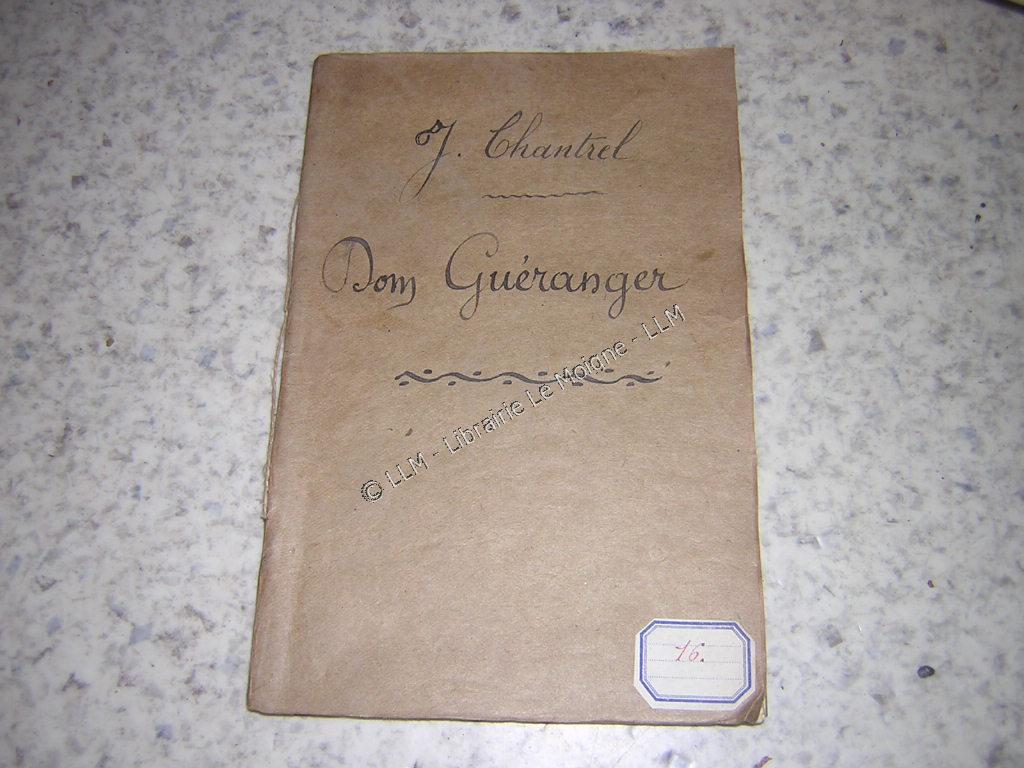 J. Chantrel
Dom Guéranger
© LLM - Librairie Le Moigne - LLM
16.